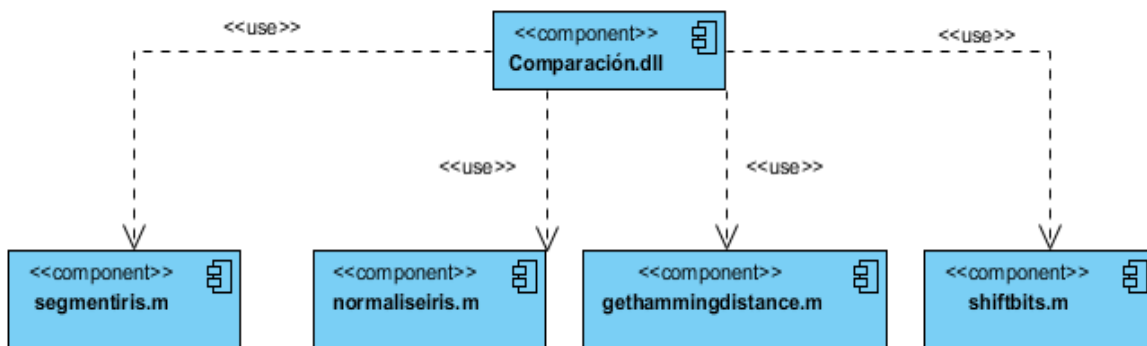 <<use>>
<<component>>
Comparación.dll
<<use>>
<<use>>
<<use>>
<<component>>
segmentiris.m
<<component>>
normaliseiris.m
<<component>>
gethammingdistance.m
<<component>>
shiftbits.m